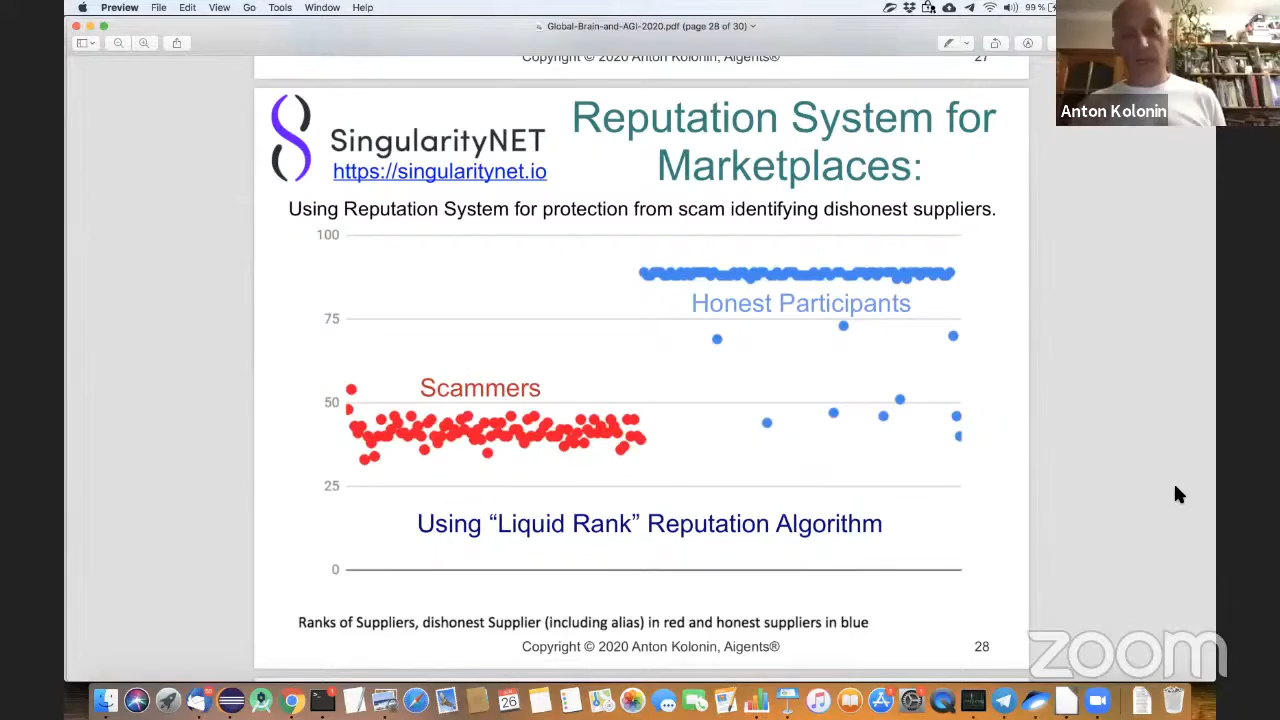 Preview File Edit View Go Tools Window Help
99 %
Global-Brain-and-AGI-2020.pdf (page 28 of 30)
Copyright © 2020 Anton Kolonin, Aigents®
27
Anton Kolonin
SingularityNET
https://singularitynet.io
Reputation System for
Marketplaces:
Using Reputation System for protection from scam identifying dishonest suppliers.
100
Honest Participants
75
Scammers
50
25
Using “Liquid Rank” Reputation Algorithm
0
Ranks of Suppliers, dishonest Supplier (including alias) in red and honest suppliers in blue
Copyright © 2020 Anton Kolonin, Aigents®
28
zoom
26